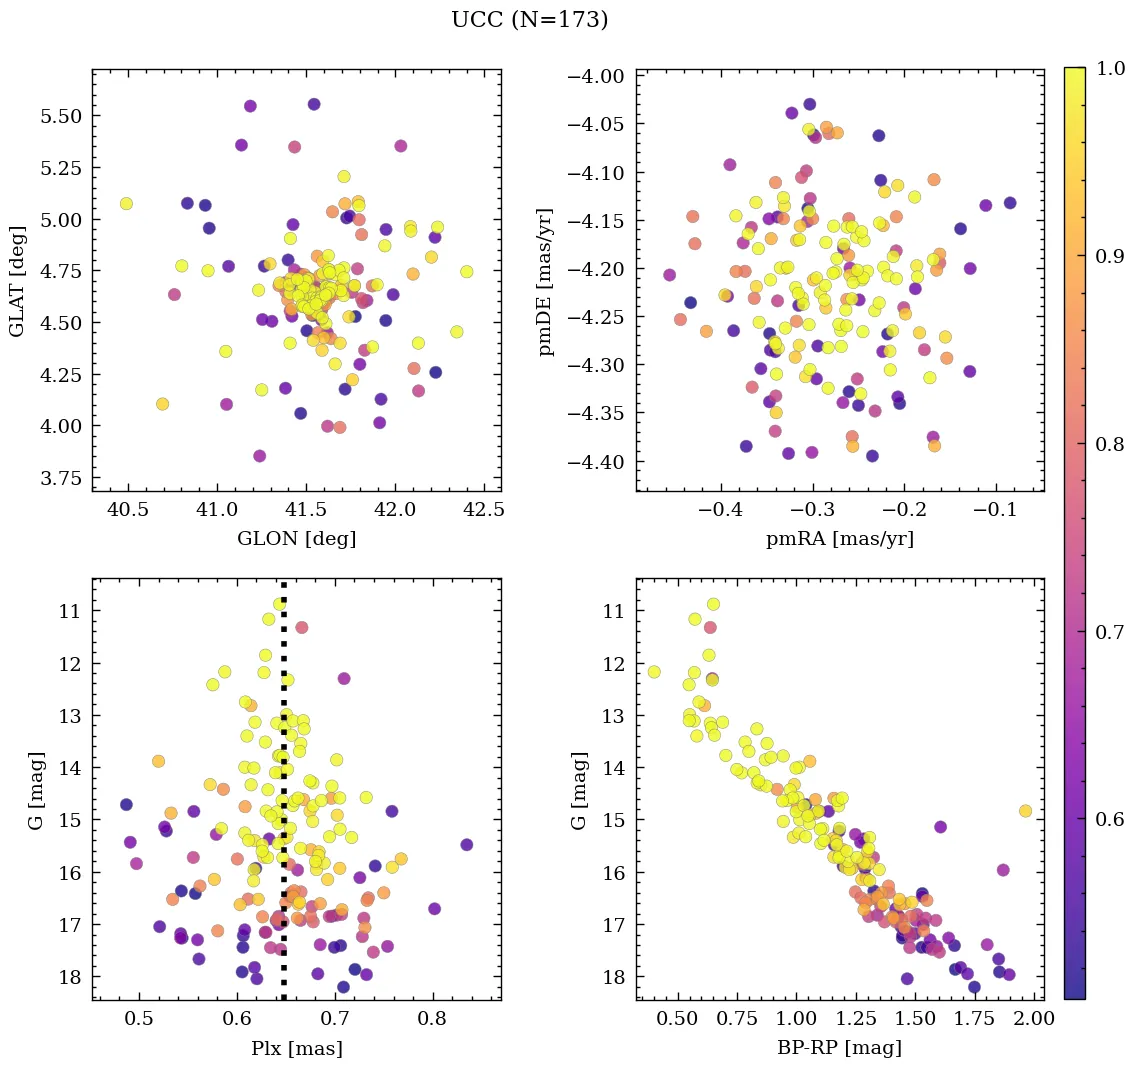 UCC (N=173)
5.50
5.25
5.00
4.75
4.50
4.25
4.00
3.75
GLAT [deg]
40.5 41.0 41.5 42.0 42.5
GLON [deg]
−4.00
−4.05
−4.10
−4.15
−4.20
−4.25
−4.30
−4.35
−4.40
pmDE [mas/yr]
−0.4 −0.3 −0.2 −0.1
pmRA [mas/yr]
11
12
13
14
15
16
17
18
G [mag]
0.5 0.6 0.7 0.8
Plx [mas]
11
12
13
14
15
16
17
18
G [mag]
0.50 0.75 1.00 1.25 1.50 1.75 2.00
BP-RP [mag]
1.0
0.9
0.8
0.7
0.6